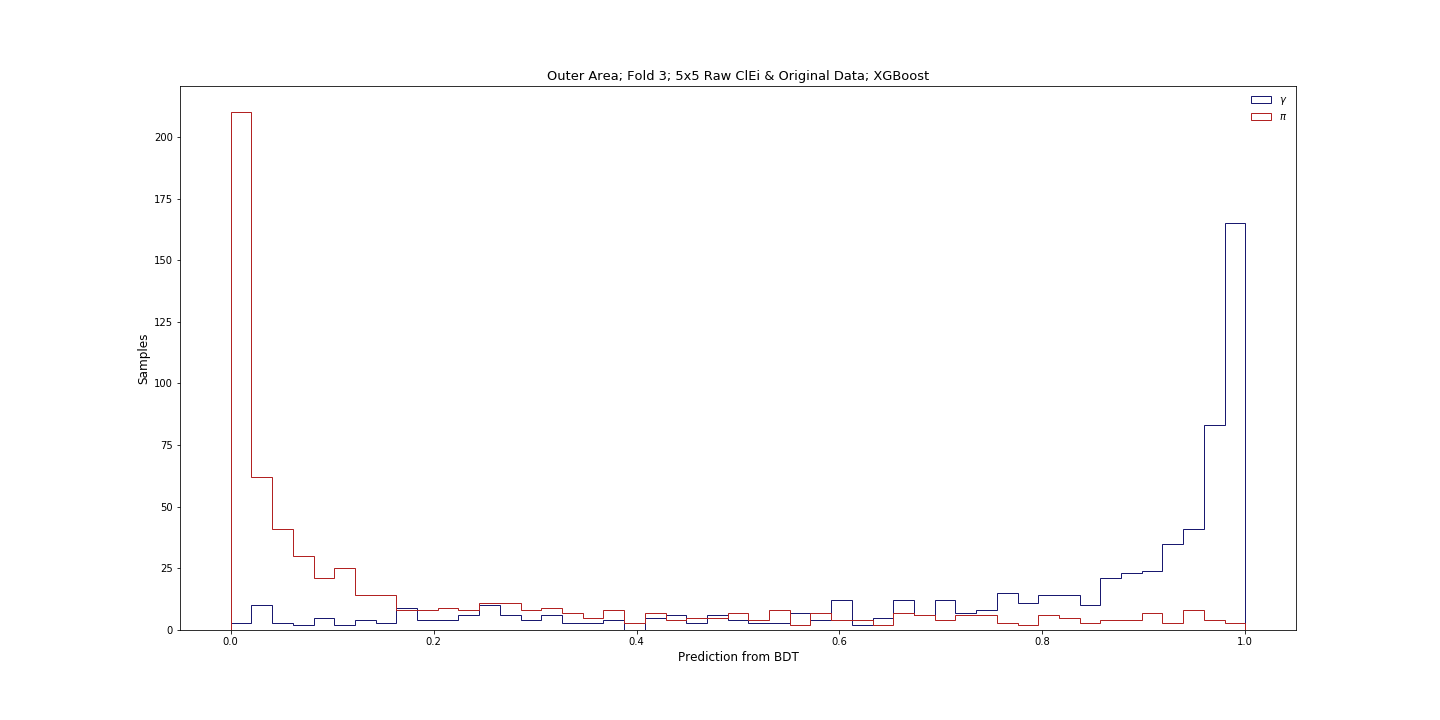 Outer Area; Fold 3; 5x5 Raw ClEi & Original Data; XGBoost
γ
π
200
175
150
125
100
75
50
25
0
Samples
0.0 0.2 0.4 0.6 0.8 1.0
Prediction from BDT